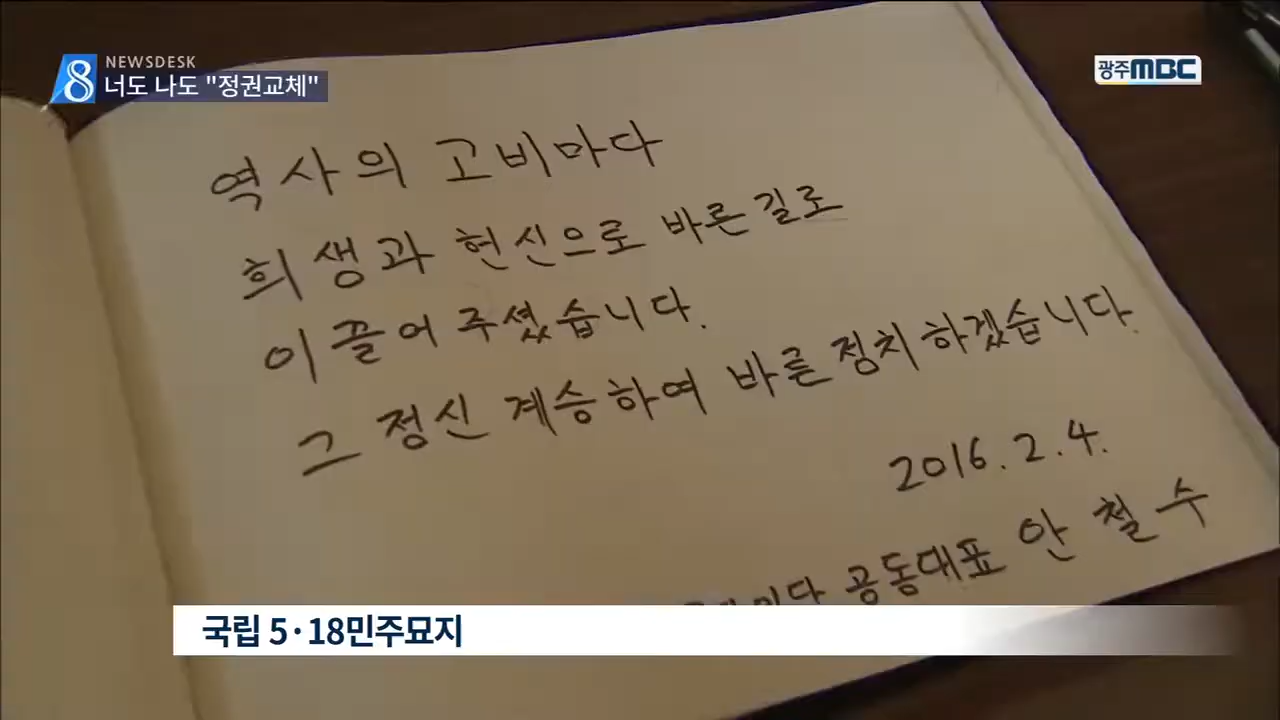 NEWSDESK
8 너도 나도 "정권교체"
광주MBC
역사의 고비마다
희생과 헌신으로 바른길로
이끌어 주셨습니다.
그 정신 계승하여 바른 정치하겠습니다.
2016.2.4.
공동대표 안철수
국립 5·18민주묘지